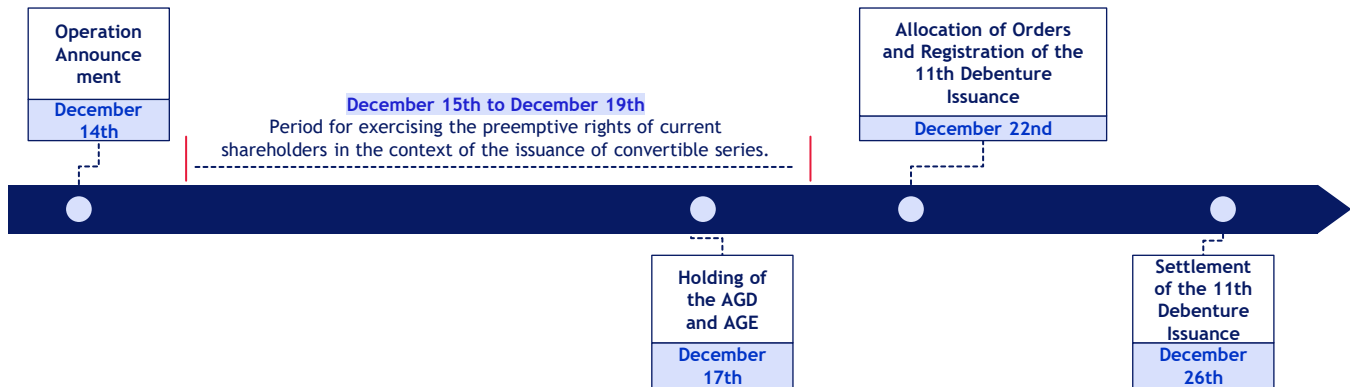 Operation
Announce
ment
December
14th
December 15th to December 19th
Period for exercising the preemptive rights of current
shareholders in the context of the issuance of convertible series.
Allocation of Orders
and Registration of the
11th Debenture
Issuance
December 22nd
Holding of
the AGD
and AGE
December
17th
Settlement
of the 11th
Debenture
Issuance
December
26th